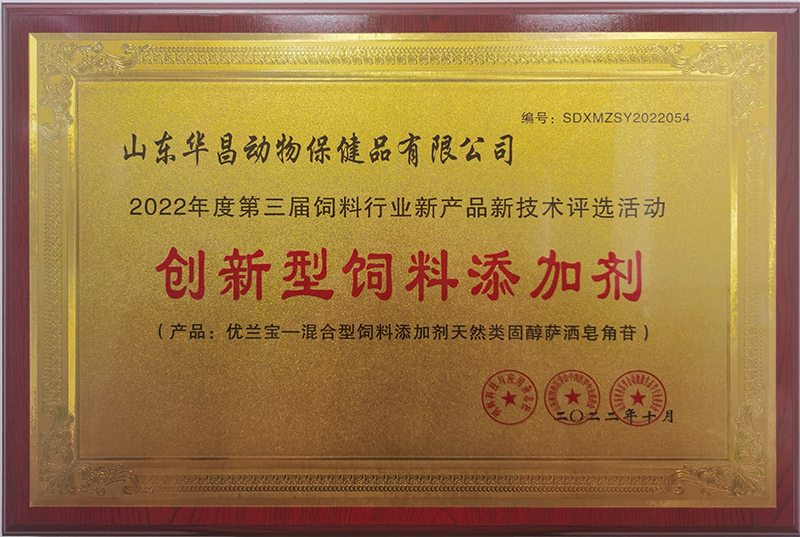 编号：SDXMZSY2022054
山东华昌动物保健品有限公司
2022年度第三届饲料行业新产品新技术评选活动
创新型饲料添加剂
（产品：优兰宝—混合型饲料添加剂天然类固醇萨洒皂角苷）
二〇二二年十月